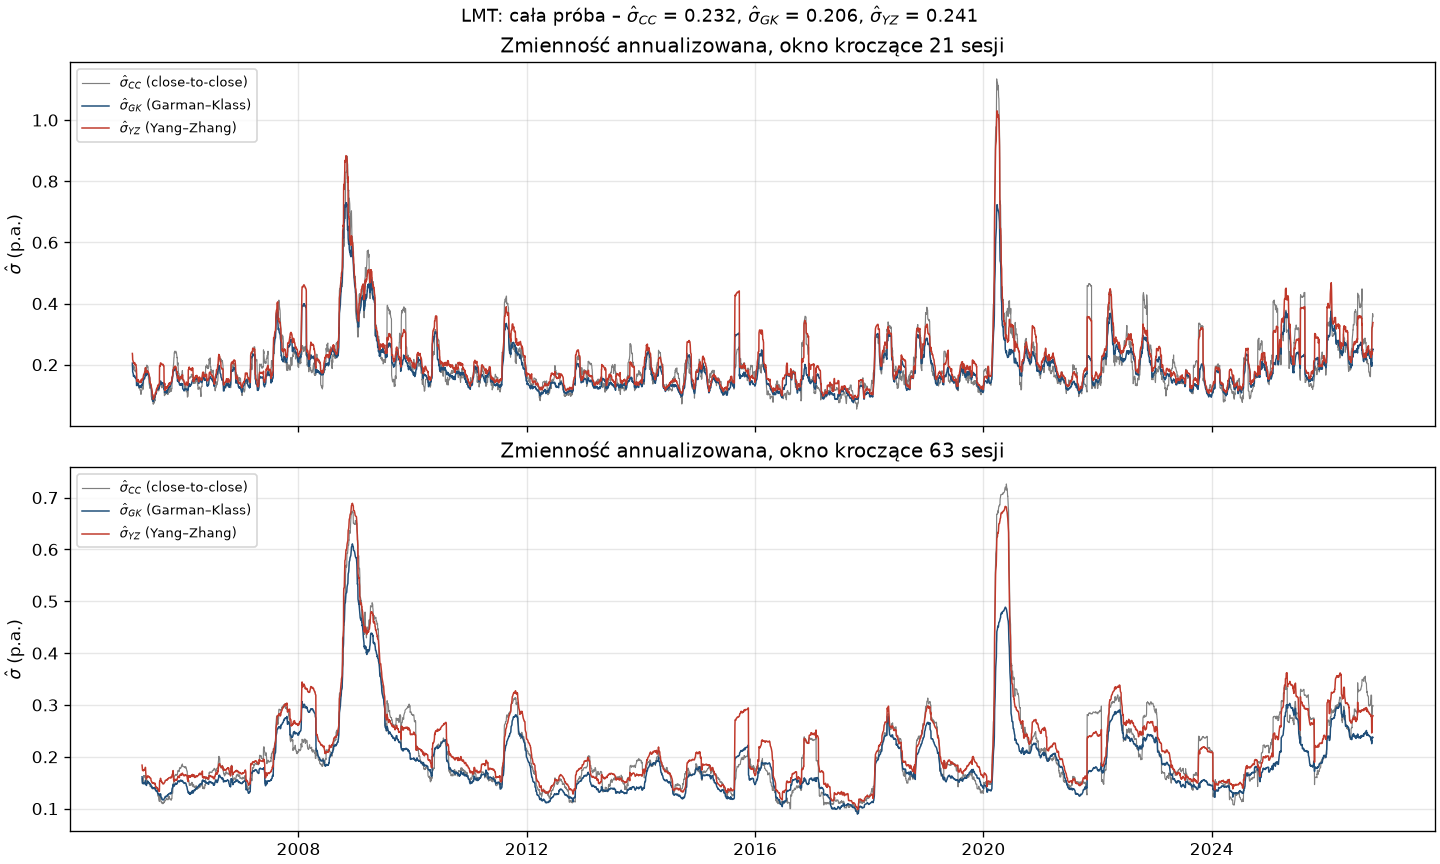 LMT: cała próba – σ̂CC = 0.232, σ̂GK = 0.206, σ̂YZ = 0.241
Zmienność annualizowana, okno kroczące 21 sesji
σ̂CC (close-to-close)
σ̂GK (Garman–Klass)
σ̂YZ (Yang–Zhang)
σ̂ (p.a.)
1.0
0.8
0.6
0.4
0.2
Zmienność annualizowana, okno kroczące 63 sesji
σ̂CC (close-to-close)
σ̂GK (Garman–Klass)
σ̂YZ (Yang–Zhang)
σ̂ (p.a.)
0.7
0.6
0.5
0.4
0.3
0.2
0.1
2008 2012 2016 2020 2024